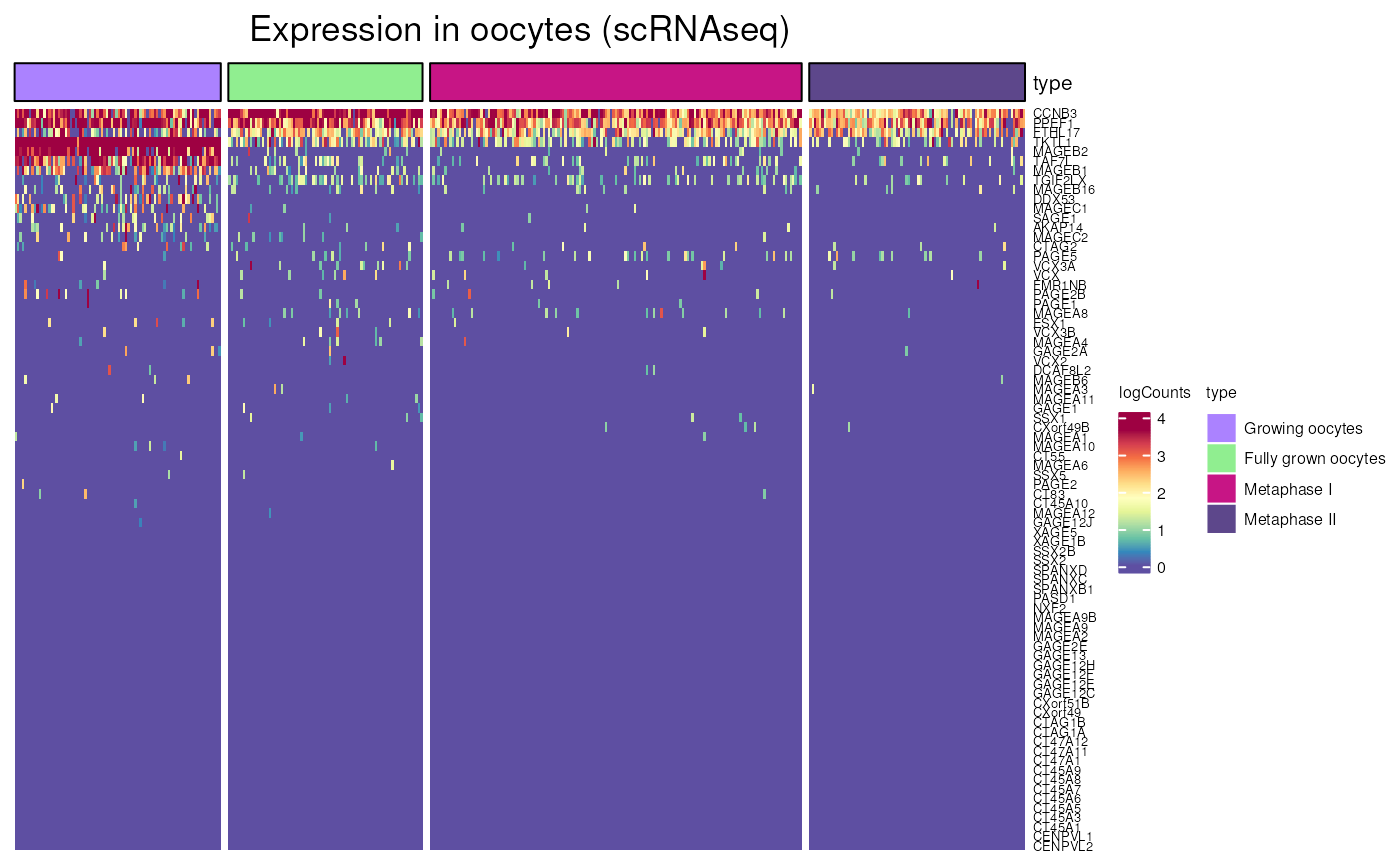 Expression in oocytes (scRNAseq)
type
CCNB3
PPEF1
ETHL17
TKTL1
MAGEB2
TAF7L
MAGEB1
TGIF2LX
MAGEB16
DDX53
MAGEC1
SAGE1
AKAP14
MAGEC2
CTAG2
PAGE5
VCX3A
VCX
FMR1NB
PAGE2B
PAGE1
MAGEA8
ESX1
VCX3B
MAGEA4
GAGE2A
VCX2
DCAF8L2
MAGEB6
MAGEA3
MAGEA11
GAGE1
SSX1
CXorf49B
MAGEA1
MAGEA10
CT55
MAGEA6
SSX5
PAGE2
CT83
CT45A10
MAGEA12
GAGE12J
XAGE5
XAGE1B
SSX2B
SSX2
SPANXD
SPANXC
SPANXB1
PASD1
NXF2
MAGEA9B
MAGEA9
MAGEA2
GAGE2E
GAGE13
GAGE12H
GAGE12F
GAGE12E
GAGE12C
CXorf51B
CXorf49
CTAG1B
CTAG1A
CT47A12
CT47A11
CT47A1
CT45A9
CT45A8
CT45A7
CT45A6
CT45A5
CT45A3
CT45A1
CENPVL1
CENPVL2
logCounts
4
3
2
1
0
type
Growing oocytes
Fully grown oocytes
Metaphase I
Metaphase II